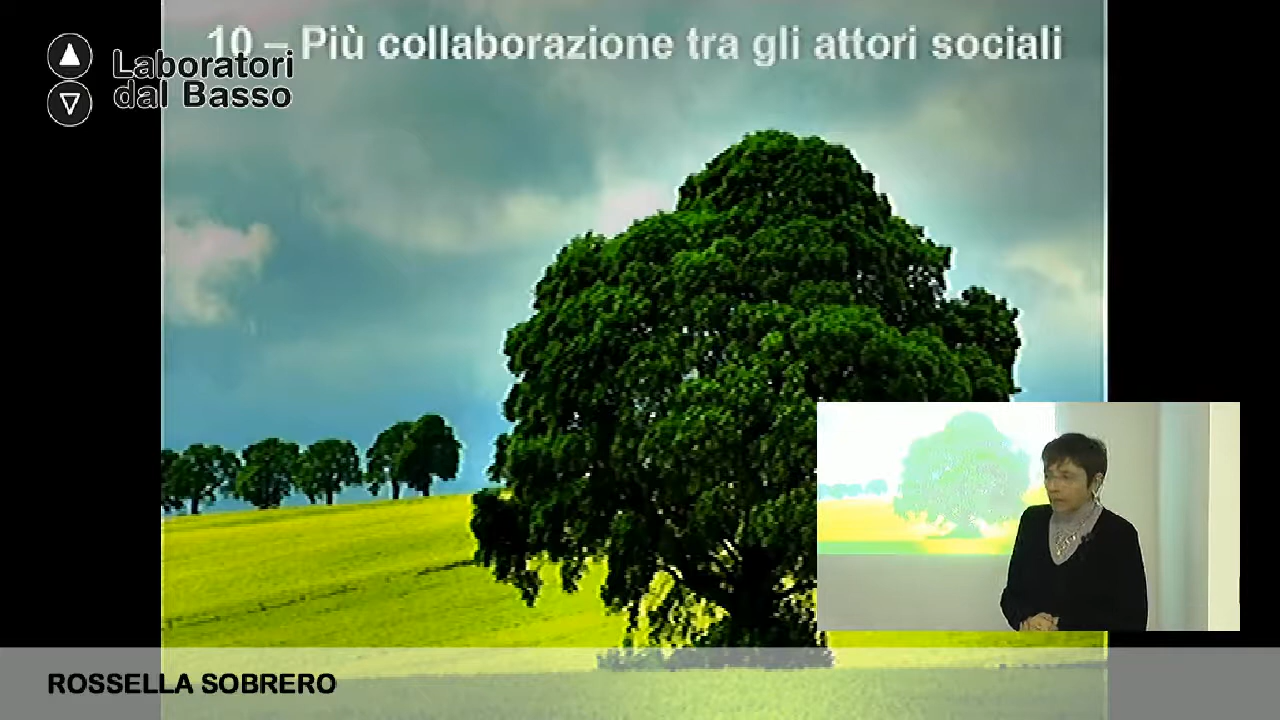 10 – Più collaborazione tra gli attori sociali
Laboratori
dal Basso
ROSSELLA SOBRERO